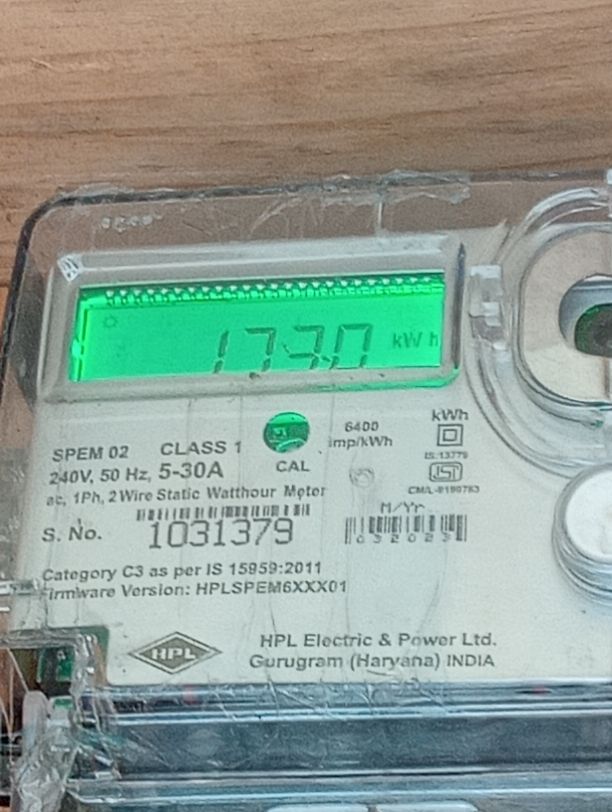 1730 kWh
6400
imp/kWh
kWh
SPEM 02 CLASS 1
240V, 50 Hz, 5-30A
CAL
IS:13779
ISI
ac, 1Ph, 2 Wire Static Watthour Meter
M/Yr.
S. No. 1031379
032023
Category C3 as per IS 15959:2011
Firmware Version: HPLSPEM6XXX01
HPL
HPL Electric & Power Ltd.
Gurugram (Haryana) INDIA